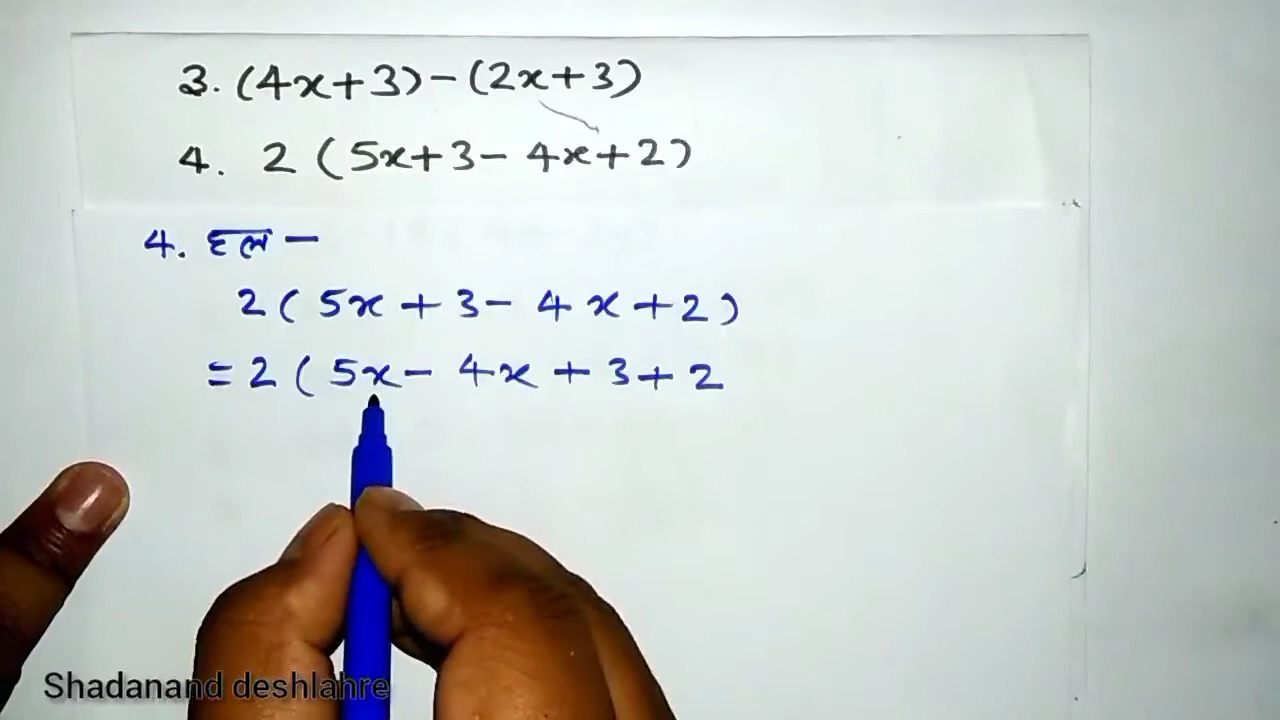 3. (4x+3)-(2x+3)
4. 2 (5x+3- 4x+2)
4. हल -
2( 5x + 3 - 4 x + 2)
= 2 ( 5x - 4x + 3 + 2
Shadanand deshlahre